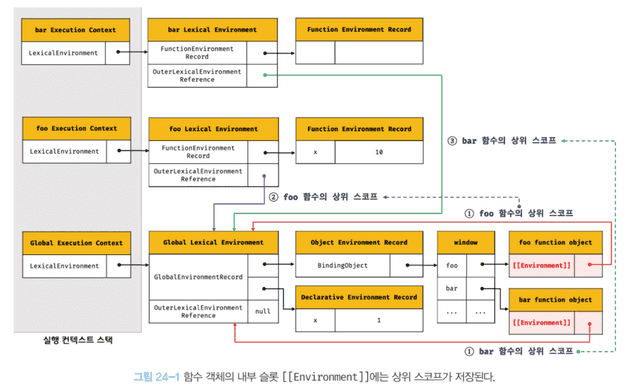 bar Execution Context
LexicalEnvironment
bar Lexical Environment
FunctionEnvironment
Record
OuterLexicalEnvironment
Reference
Function Environment Record
foo Execution Context
LexicalEnvironment
foo Lexical Environment
FunctionEnvironment
Record
OuterLexicalEnvironment
Reference
Function Environment Record
x 10
③ bar 함수의 상위 스코프
② foo 함수의 상위 스코프
① foo 함수의 상위 스코프
Global Execution Context
LexicalEnvironment
Global Lexical Environment
GlobalEnvironmentRecord
OuterLexicalEnvironment
Reference
null
Object Environment Record
BindingObject
Declarative Environment Record
x 1
window
foo
bar
... ...
foo function object
[[Environment]]
bar function object
[[Environment]]
① bar 함수의 상위 스코프
실행 컨텍스트 스택
그림 24-1 함수 객체의 내부 슬롯 [[Environment]]에는 상위 스코프가 저장된다.